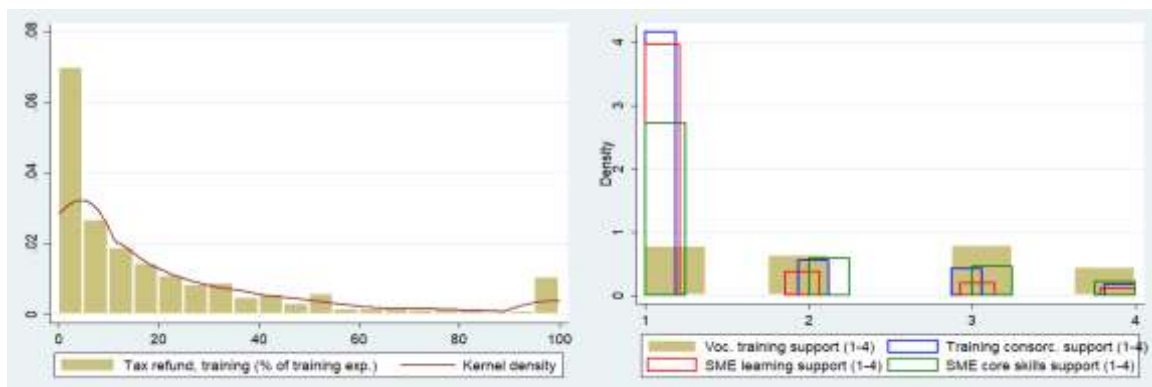 .08
.06
.04
.02
0
0 20 40 60 80 100
Tax refund, training (% of training exp.) Kernel density
Density
4
3
2
1
0
1 2 3 4
Voc. training support (1-4) Training consorc. support (1-4)
SME learning support (1-4) SME core skills support (1-4)